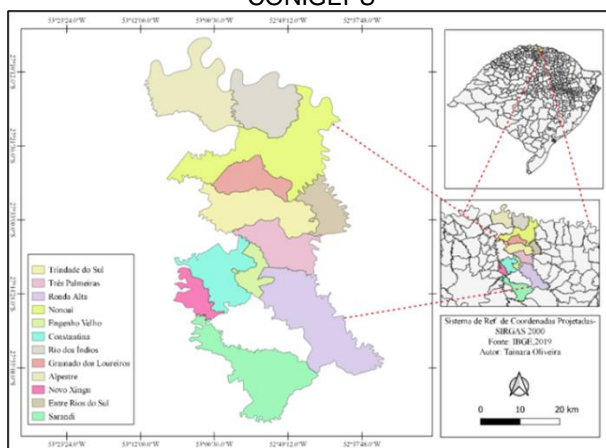 CONIGEPU
53°23'24.0"W 53°12'00.0"W 53°00'36.0"W 52°49'12.0"W 52°37'48.0"W
Trindade do Sul
Três Palmeiras
Ronda Alta
Nonoai
Engenho Velho
Constantina
Rio dos Índios
Gramado dos Loureiros
Alpestre
Novo Xingu
Entre Rios do Sul
Sarandi
53°23'24.0"W 53°12'00.0"W 53°00'36.0"W 52°49'12.0"W 52°37'48.0"W
Sistema de Ref. de Coordenadas Projetadas-
SIRGAS 2000
Fonte: IBGE,2019
Autor: Tainara Oliveira
0 10 20 km